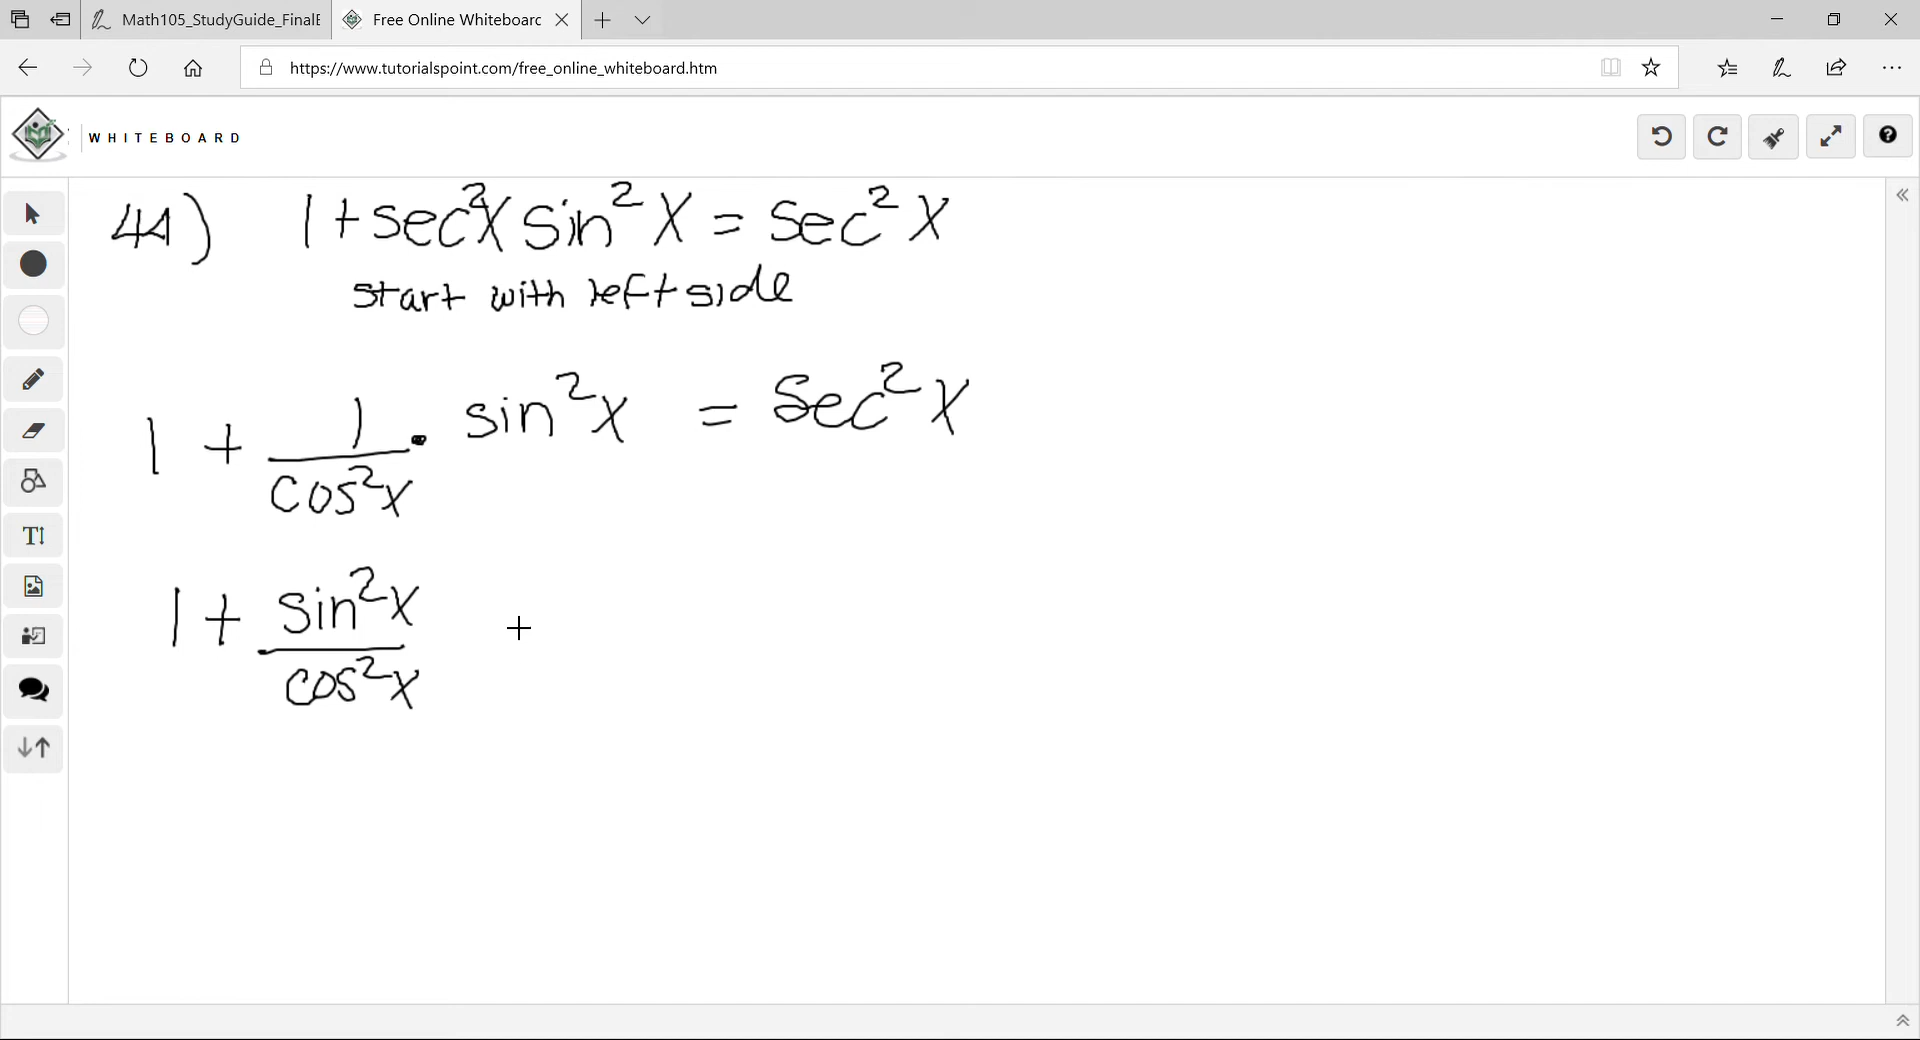 Math105_StudyGuide_FinalE
Free Online Whiteboard
https://www.tutorialspoint.com/free_online_whiteboard.htm
WHITEBOARD
44) 1+sec²x sin²x = sec²x
start with left side
1 + 1/cos²x · sin²x = sec²x
1 + sin²x/cos²x